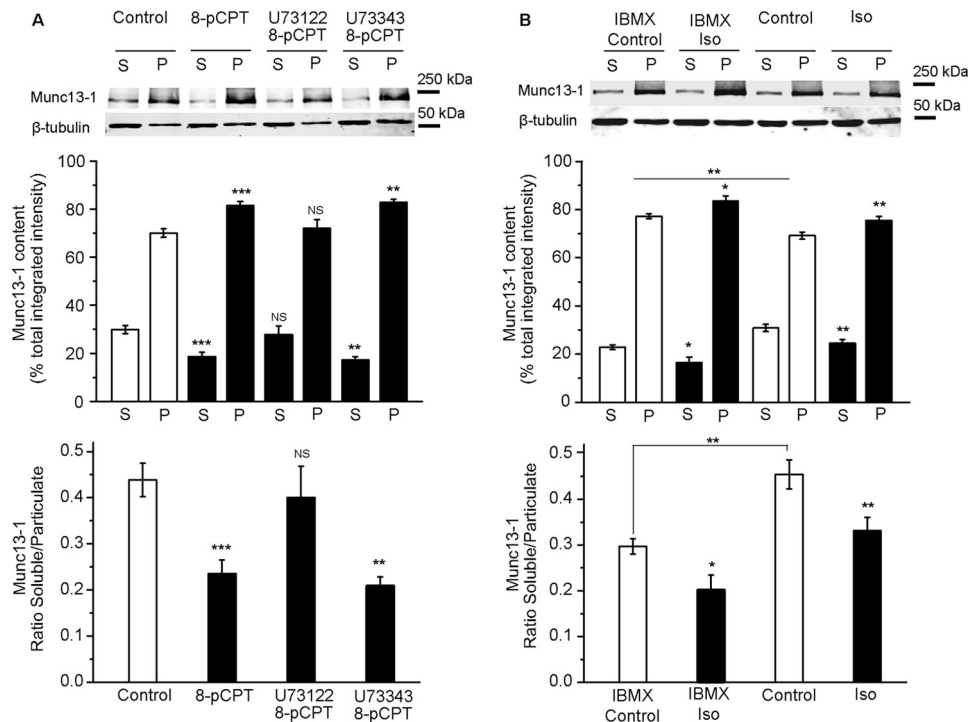 A
Control 8-pCPT U73122 8-pCPT U73343 8-pCPT
S P S P S P S P
Munc13-1
250 kDa
β-tubulin
50 kDa
Munc13-1 content
(% total integrated intensity)
100
80
60
40
20
0
*** *** NS NS ** **
S P S P S P S P
Munc13-1
Ratio Soluble/Particulate
0.5
0.4
0.3
0.2
0.1
0.0
*** NS **
Control 8-pCPT U73122 8-pCPT U73343 8-pCPT
B
IBMX Control IBMX Iso Control Iso
S P S P S P S P
Munc13-1
250 kDa
β-tubulin
50 kDa
Munc13-1 content
(% total integrated intensity)
100
80
60
40
20
0
** * * ** **
S P S P S P S P
Munc13-1
Ratio Soluble/Particulate
0.5
0.4
0.3
0.2
0.1
0.0
** * **
IBMX Control IBMX Iso Control Iso